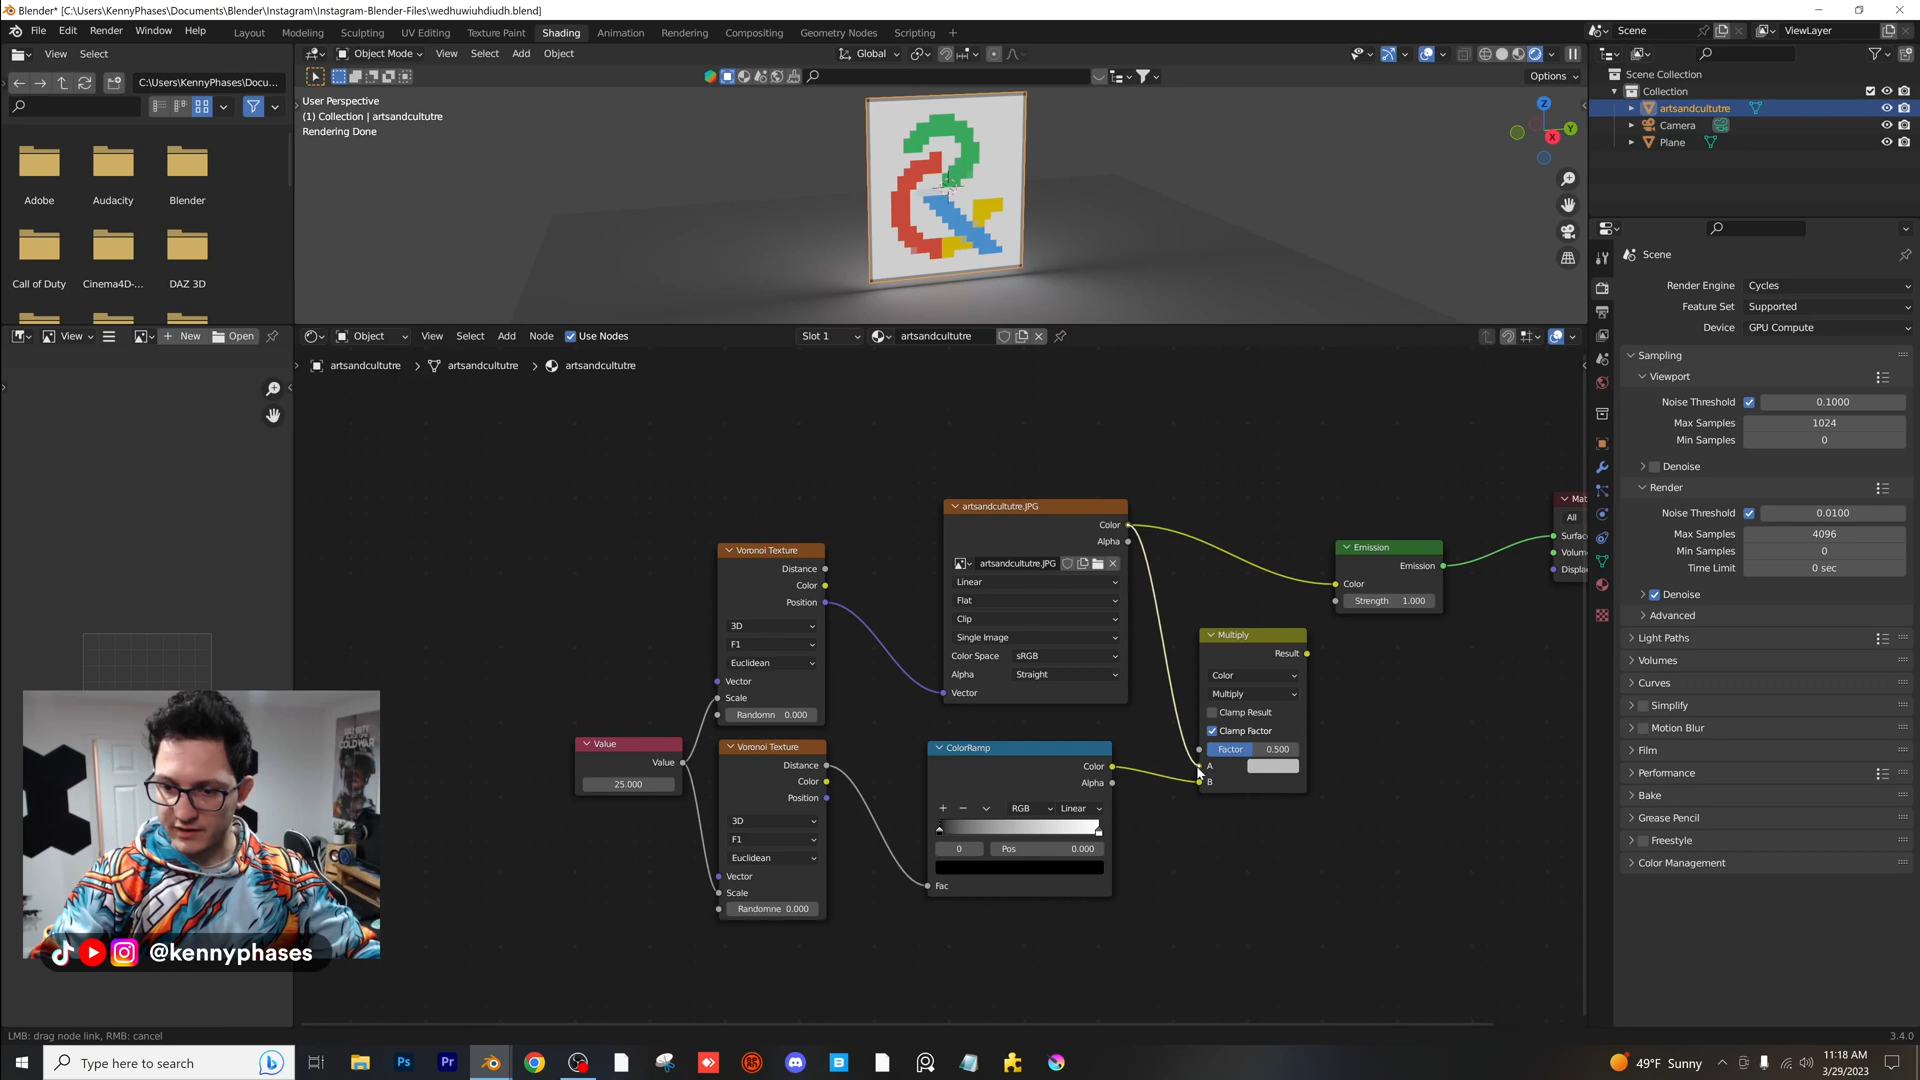 Blender* [C:\Users\KennyPhases\Documents\Blender\Instagram\Instagram-Blender-Files\wedhuwiuhdiudh.blend]
File Edit Render Window Help Layout Modeling Sculpting UV Editing Texture Paint Shading Animation Rendering Compositing Geometry Nodes Scripting + Scene ViewLayer
View Select Object Mode View Select Add Object Global
C:\Users\KennyPhases\Docu... Options
Adobe Audacity Blender
Call of Duty Cinema4D-... DAZ 3D
User Perspective
(1) Collection | artsandcultutre
Rendering Done
Z
Y
X
Scene Collection
Collection
artsandcultutre
Camera
Plane
View + New Open
Object View Select Add Node Use Nodes Slot 1 artsandcultutre
artsandcultutre > artsandcultutre > artsandcultutre
Value
Value
25.000
Voronoi Texture
Distance
Color
Position
3D
F1
Euclidean
Vector
Scale
Randomn 0.000
Voronoi Texture
Distance
Color
Position
3D
F1
Euclidean
Vector
Scale
Randomne 0.000
artsandcultutre.JPG
Color
Alpha
artsandcultutre.JPG
Linear
Flat
Clip
Single Image
Color Space sRGB
Alpha Straight
Vector
ColorRamp
Color
Alpha
+ − RGB Linear
0 Pos 0.000
Fac
Multiply
Result
Color
Multiply
Clamp Result
Clamp Factor
Factor 0.500
A
B
Emission
Emission
Color
Strength 1.000
Mat
All
Surfac
Volum
Displa
Scene
Render Engine Cycles
Feature Set Supported
Device GPU Compute
Sampling
Viewport
Noise Threshold 0.1000
Max Samples 1024
Min Samples 0
Denoise
Render
Noise Threshold 0.0100
Max Samples 4096
Min Samples 0
Time Limit 0 sec
Denoise
Advanced
Light Paths
Volumes
Curves
Simplify
Motion Blur
Film
Performance
Bake
Grease Pencil
Freestyle
Color Management
@kennyphases
LMB: drag node link, RMB: cancel 3.4.0
Type here to search
Ps Pr
49°F Sunny
11:18 AM
3/29/2023